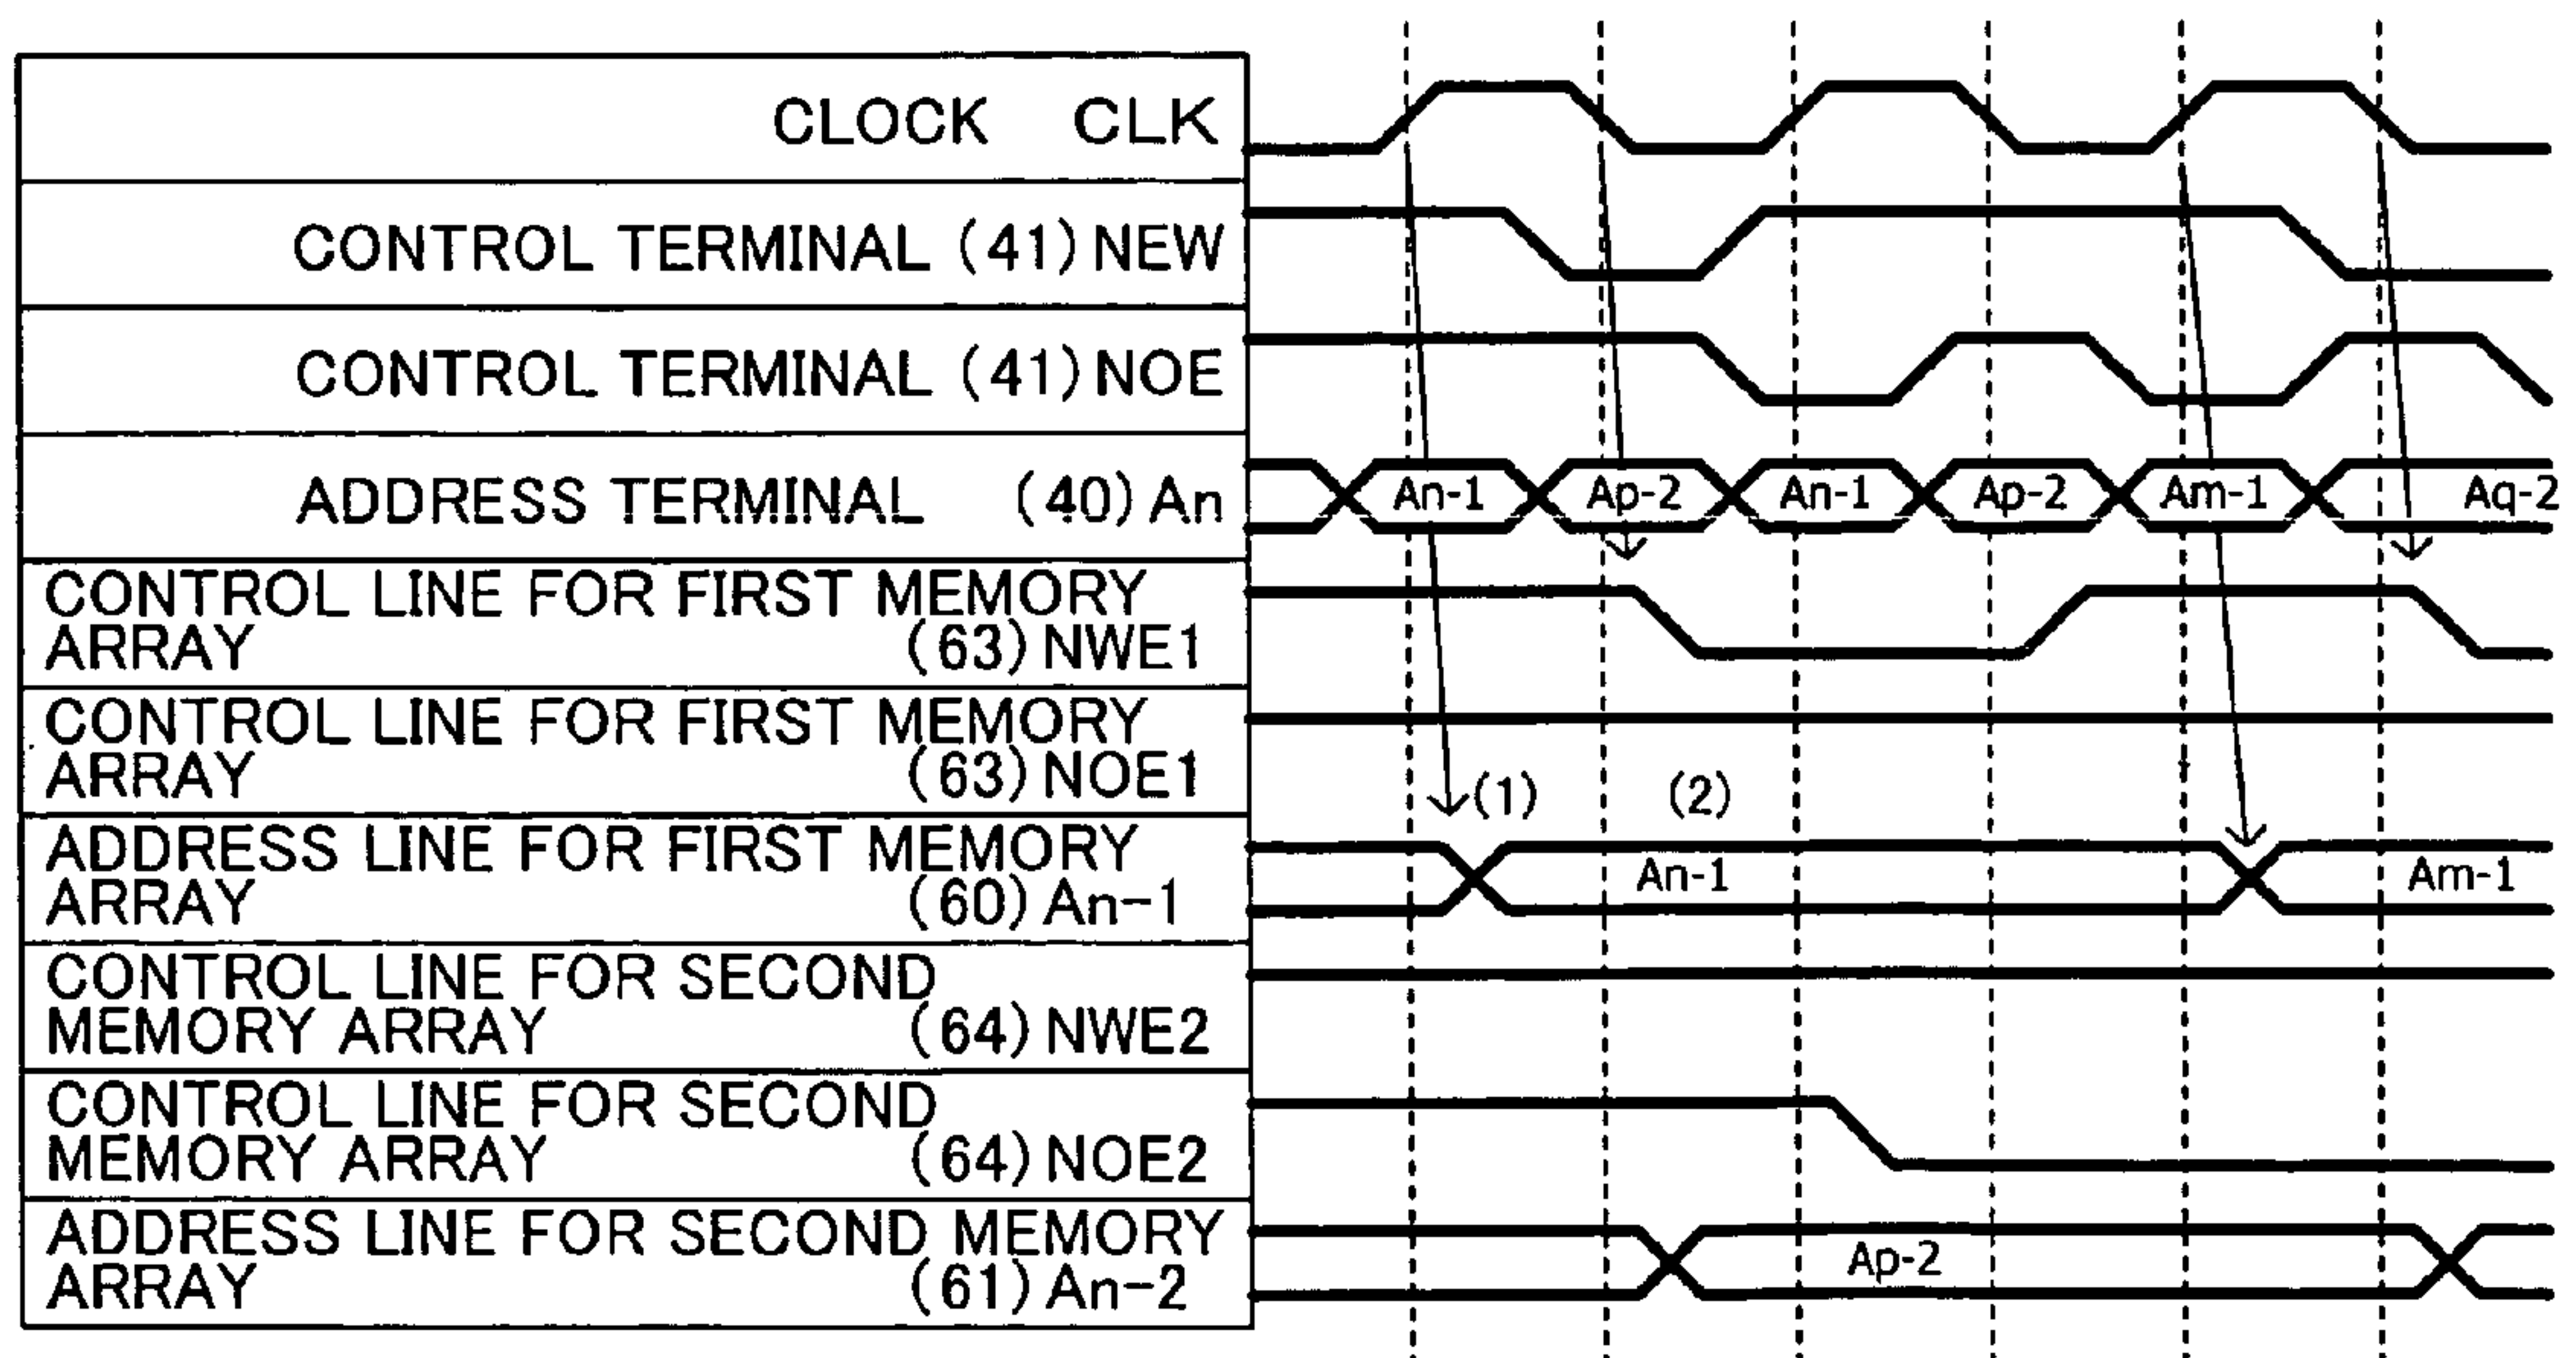 CLOCK CLK
CONTROL TERMINAL (41) NEW
CONTROL TERMINAL (41) NOE
ADDRESS TERMINAL (40) An
An-1 Ap-2 An-1 Ap-2 Am-1 Aq-2
CONTROL LINE FOR FIRST MEMORY
ARRAY (63) NWE1
CONTROL LINE FOR FIRST MEMORY
ARRAY (63) NOE1
(1) (2)
ADDRESS LINE FOR FIRST MEMORY
ARRAY (60) An-1
An-1 Am-1
CONTROL LINE FOR SECOND
MEMORY ARRAY (64) NWE2
CONTROL LINE FOR SECOND
MEMORY ARRAY (64) NOE2
ADDRESS LINE FOR SECOND MEMORY
ARRAY (61) An-2
Ap-2